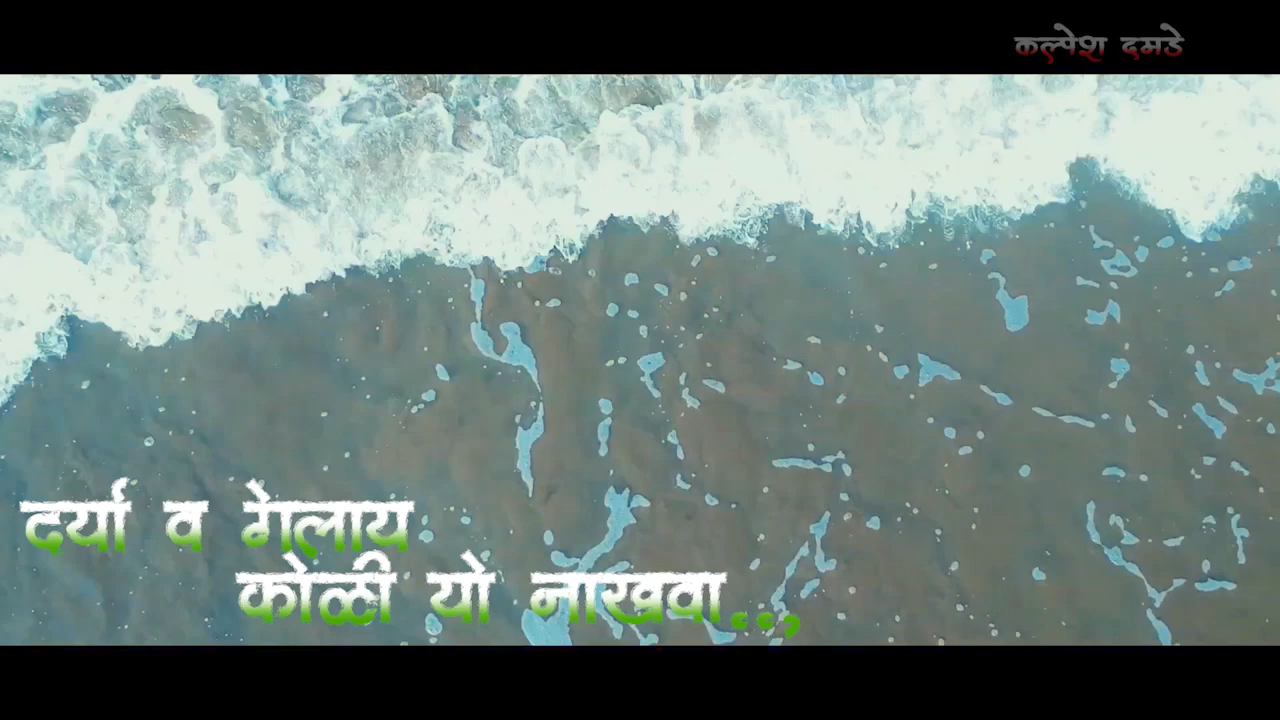 कल्पेश दमडे
दर्या व गेलाय
कोळी यो नाखवा..,